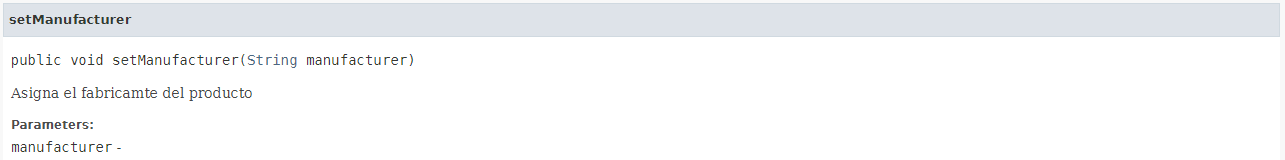 setManufacturer
public void setManufacturer(String manufacturer)
Asigna el fabricamte del producto
Parameters:
manufacturer -